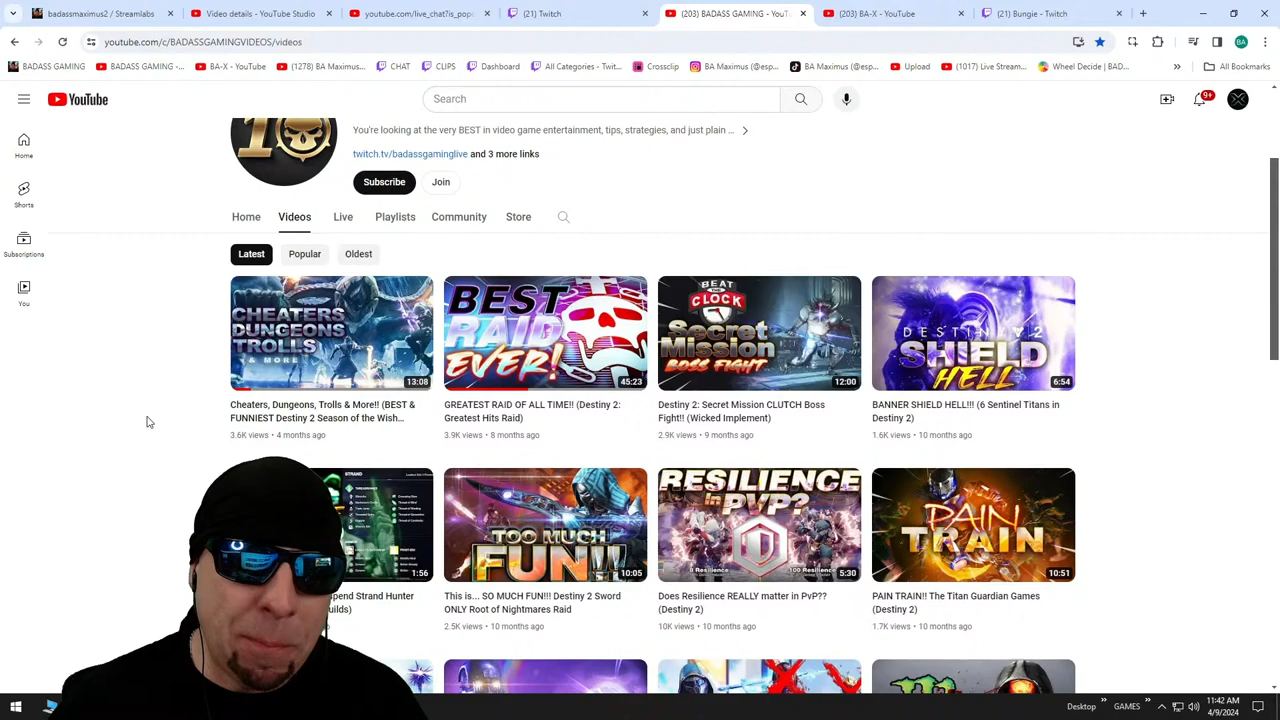 badassmaximus2 / Streamlabs
Video details - YouTube Studio
youtube.com/live_chat?is_pop
(21) Twitch
(203) BADASS GAMING - YouT
(203) BA-X - YouTube
(21) Bungie - Twitch
youtube.com/c/BADASSGAMINGVIDEOS/videos
BA
BADASS GAMING
BADASS GAMING -...
BA-X - YouTube
(1278) BA Maximus...
CHAT
CLIPS
Dashboard
All Categories - Twit...
Crossclip
BA Maximus (@esp...
BA Maximus (@esp...
Upload
(1017) Live Stream...
Wheel Decide | BAD...
All Bookmarks
YouTube
Search
9+
Home
Shorts
Subscriptions
You
10
You're looking at the very BEST in video game entertainment, tips, strategies, and just plain ...
twitch.tv/badassgaminglive and 3 more links
Subscribe
Join
Home
Videos
Live
Playlists
Community
Store
Latest
Popular
Oldest
CHEATERS
DUNGEONS
TROLLS
& MORE
13:08
BEST
RAID
EVER!
45:23
BEAT THE
CLOCK
Secret
Mission
BOSS FIGHT
12:00
DESTINY 2
SHIELD
HELL
6:54
Cheaters, Dungeons, Trolls & More!! (BEST &
FUNNIEST Destiny 2 Season of the Wish...
3.6K views • 4 months ago
GREATEST RAID OF ALL TIME!! (Destiny 2:
Greatest Hits Raid)
3.9K views • 8 months ago
Destiny 2: Secret Mission CLUTCH Boss
Fight!! (Wicked Implement)
2.9K views • 9 months ago
BANNER SHIELD HELL!!! (6 Sentinel Titans in
Destiny 2)
1.6K views • 10 months ago
STRAND
1:56
TOO MUCH
FUN!!
10:05
RESILIENCE
in PVP?
5:30
PAIN
TRAIN
10:51
pend Strand Hunter
uilds)
This is... SO MUCH FUN!!! Destiny 2 Sword
ONLY Root of Nightmares Raid
2.5K views • 10 months ago
Does Resilience REALLY matter in PvP??
(Destiny 2)
10K views • 10 months ago
PAIN TRAIN!! The Titan Guardian Games
(Destiny 2)
1.7K views • 10 months ago
Desktop
GAMES
11:42 AM
4/9/2024